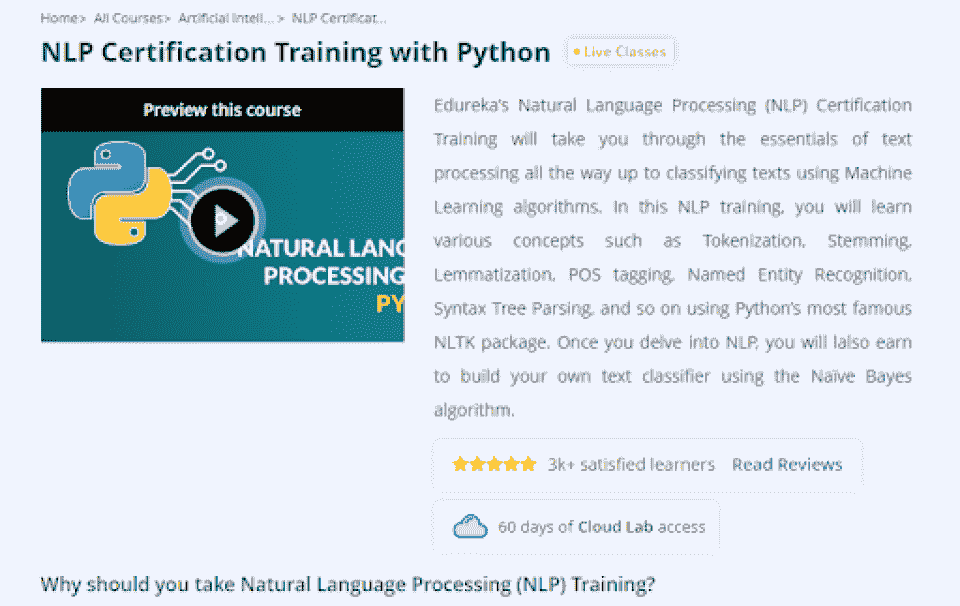 Home> All Courses> Artificial Intell... > NLP Certificat...
NLP Certification Training with Python
Live Classes
Preview this course
NATURAL LANG
PROCESSING
PY
Edureka's Natural Language Processing (NLP) Certification
Training will take you through the essentials of text
processing all the way up to classifying texts using Machine
Learning algorithms. In this NLP training, you will learn
various concepts such as Tokenization, Stemming,
Lemmatization, POS tagging, Named Entity Recognition,
Syntax Tree Parsing, and so on using Python's most famous
NLTK package. Once you delve into NLP, you will lalso earn
to build your own text classifier using the Naïve Bayes
algorithm.
3k+ satisfied learners Read Reviews
60 days of Cloud Lab access
Why should you take Natural Language Processing (NLP) Training?